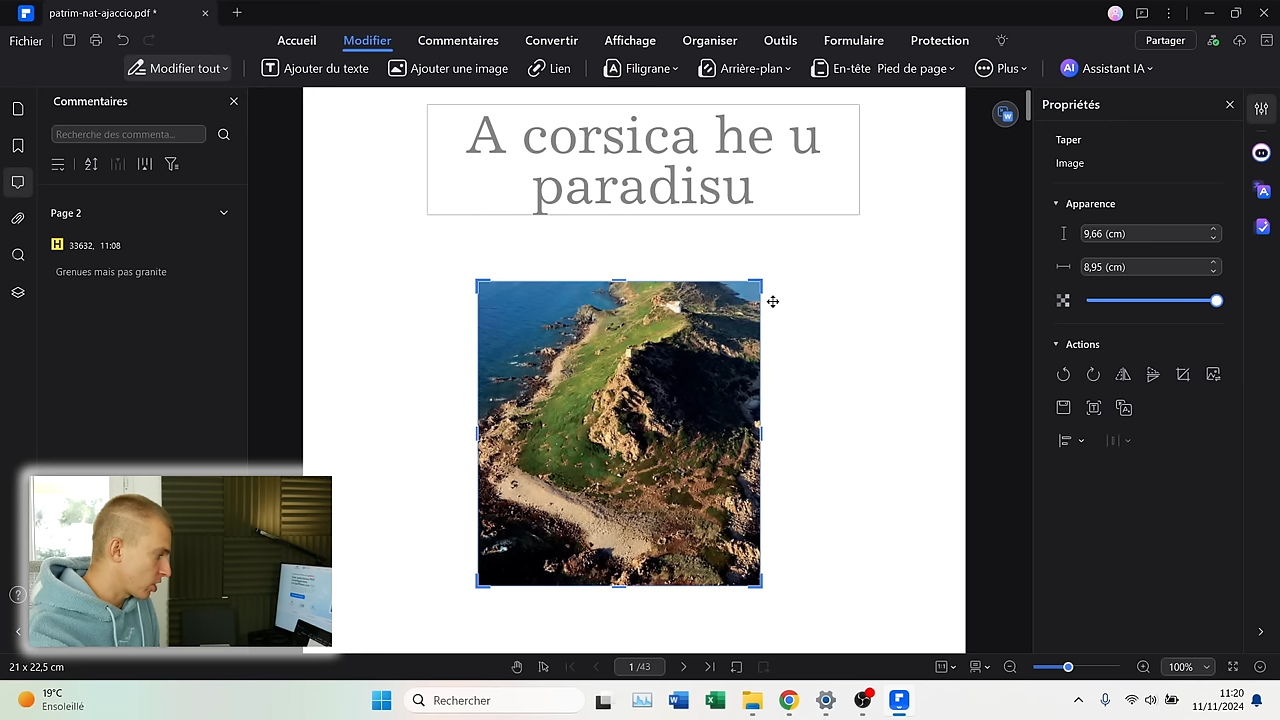 patrim-nat-ajaccio.pdf *
Fichier
Accueil Modifier Commentaires Convertir Affichage Organiser Outils Formulaire Protection
Partager
Modifier tout
Ajouter du texte
Ajouter une image
Lien
Filigrane
Arrière-plan
En-tête Pied de page
Plus
AI Assistant IA
Commentaires
Recherche des commenta...
Page 2
H 33632, 11:08
Grenues mais pas granite
A corsica he u
paradisu
Propriétés
Taper
Image
Apparence
9,66 (cm)
8,95 (cm)
Actions
21 x 22,5 cm
1 /43
100%
19°C
Ensoleillé
Rechercher
11:20
11/11/2024